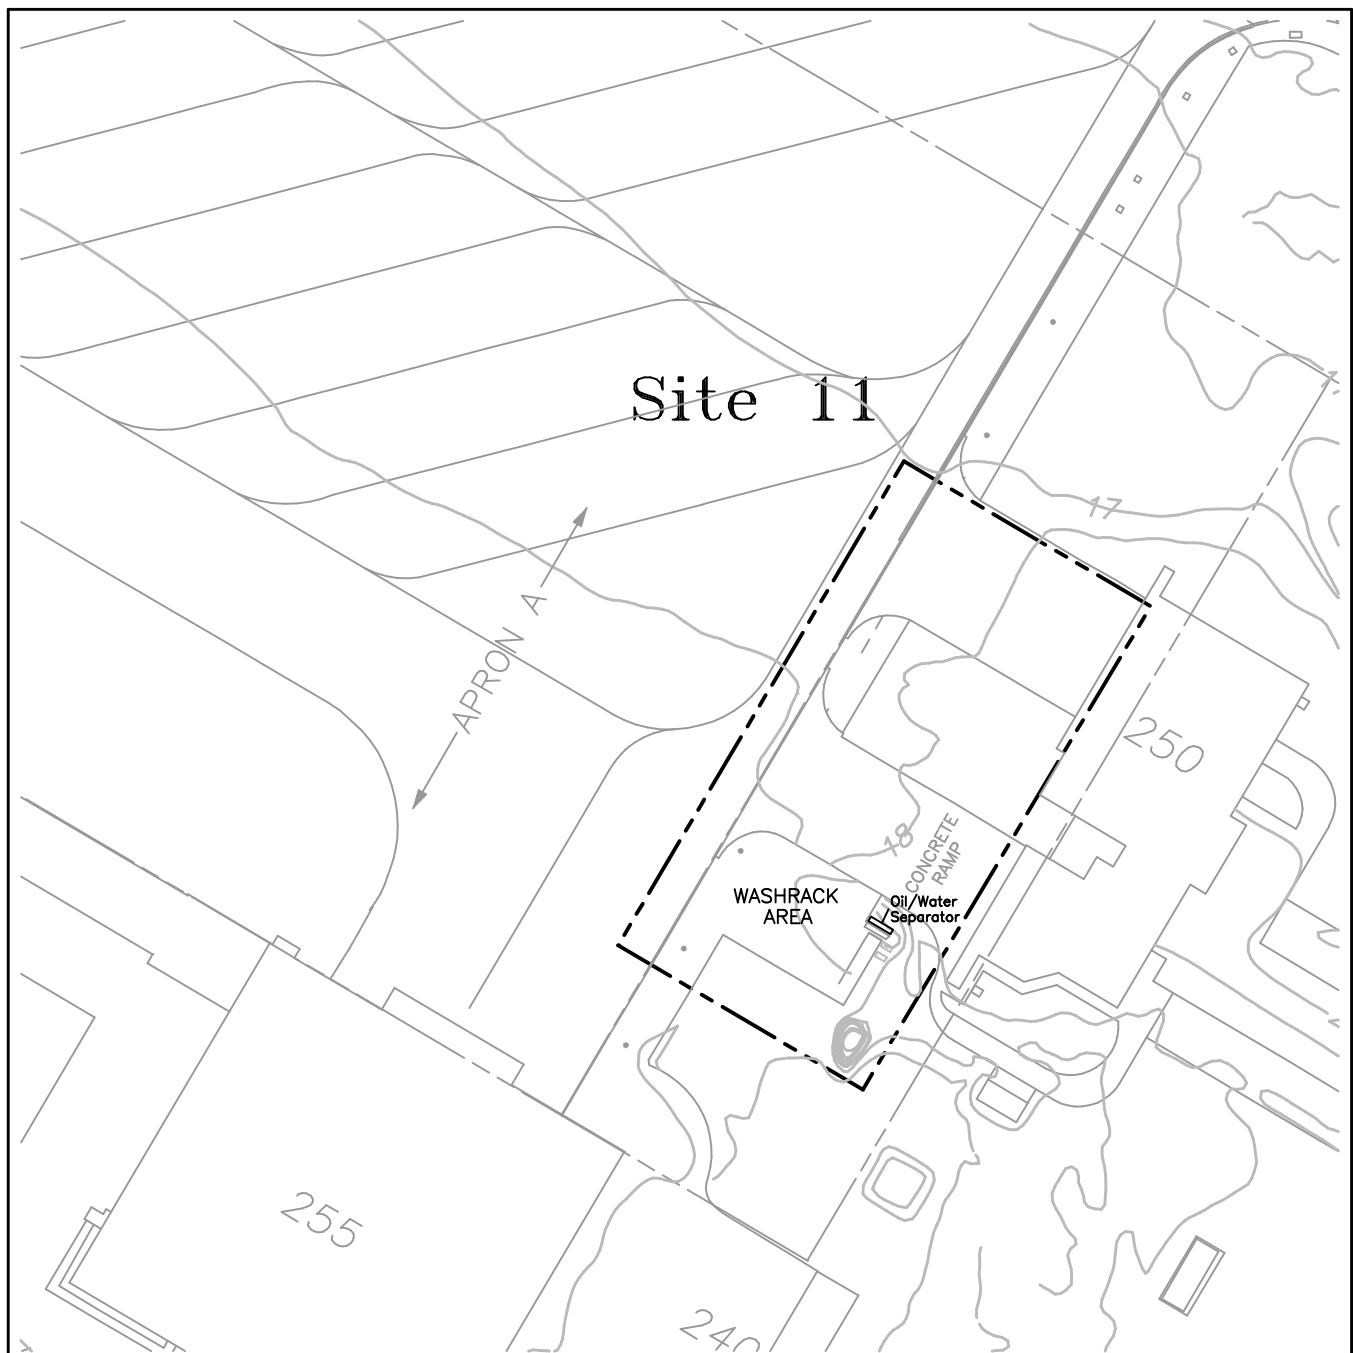 Site 11
17
APRON A
250
18
CONCRETE
RAMP
WASHRACK
AREA
Oil/Water
Separator
255
240